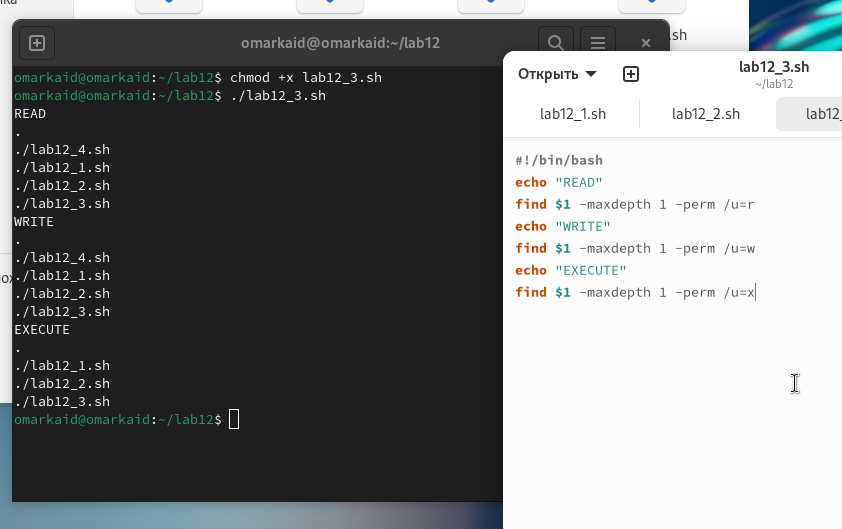 omarkaid@omarkaid:~/lab12
omarkaid@omarkaid:~/lab12$ chmod +x lab12_3.sh
omarkaid@omarkaid:~/lab12$ ./lab12_3.sh
READ
.
./lab12_4.sh
./lab12_1.sh
./lab12_2.sh
./lab12_3.sh
WRITE
.
./lab12_4.sh
./lab12_1.sh
./lab12_2.sh
./lab12_3.sh
EXECUTE
.
./lab12_1.sh
./lab12_2.sh
./lab12_3.sh
omarkaid@omarkaid:~/lab12$
.sh
Открыть
lab12_3.sh
~/lab12
lab12_1.sh
lab12_2.sh
lab12_
#!/bin/bash
echo "READ"
find $1 -maxdepth 1 -perm /u=r
echo "WRITE"
find $1 -maxdepth 1 -perm /u=w
echo "EXECUTE"
find $1 -maxdepth 1 -perm /u=x